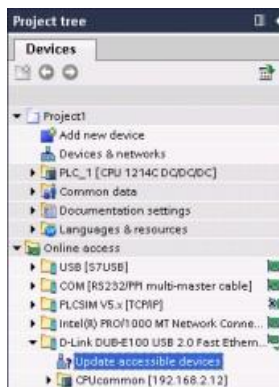 Project tree
Devices
Project1
Add new device
Devices & networks
PLC_1 [CPU 1214C DC/DC/DC]
Common data
Documentation settings
Languages & resources
Online access
USB [S7USB]
COM [RS232/PPI multi-master cable]
PLCSIM V5.x [TCP/IP]
Intel(R) PRO/1000 MT Network Conne...
D-Link DUB-E100 USB 2.0 Fast Ethern...
Update accessible devices
CPUcommon [192.168.2.12]